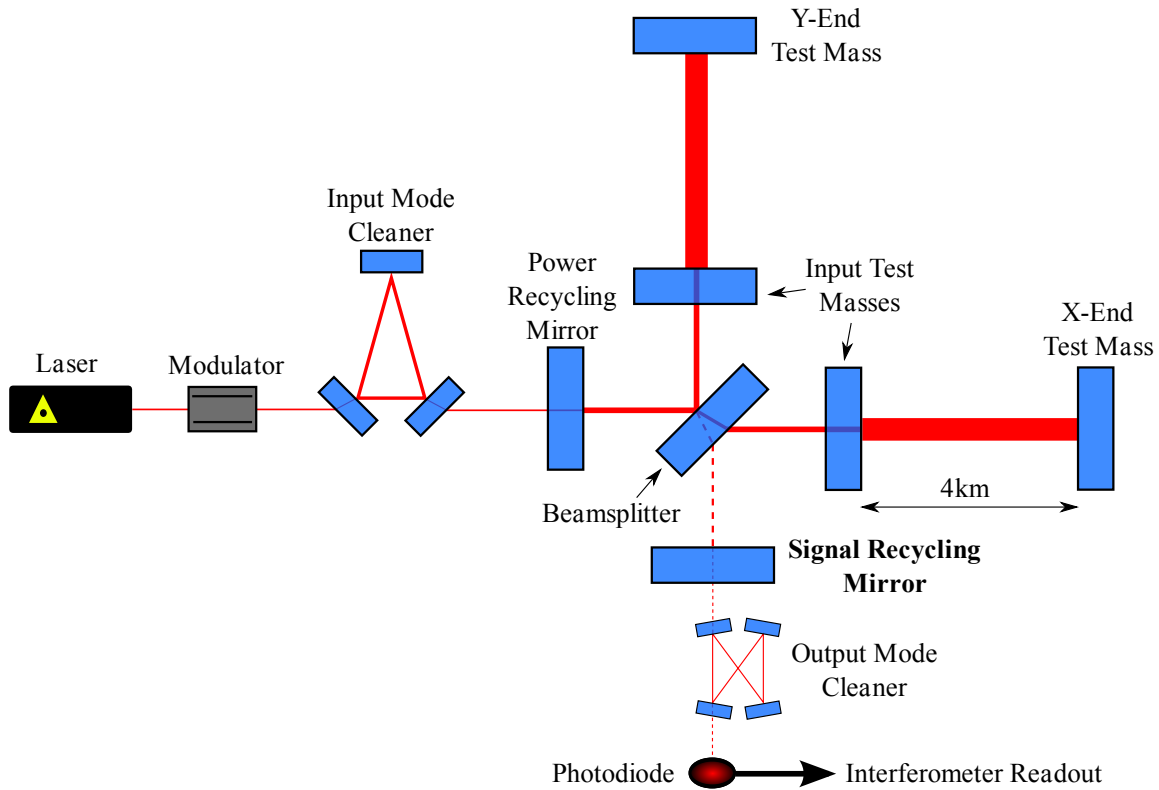 Y-End
Test Mass
Input Mode
Cleaner
Power
Recycling
Mirror
Input Test
Masses
X-End
Test Mass
Laser
Modulator
Beamsplitter
4km
Signal Recycling
Mirror
Output Mode
Cleaner
Photodiode
Interferometer Readout